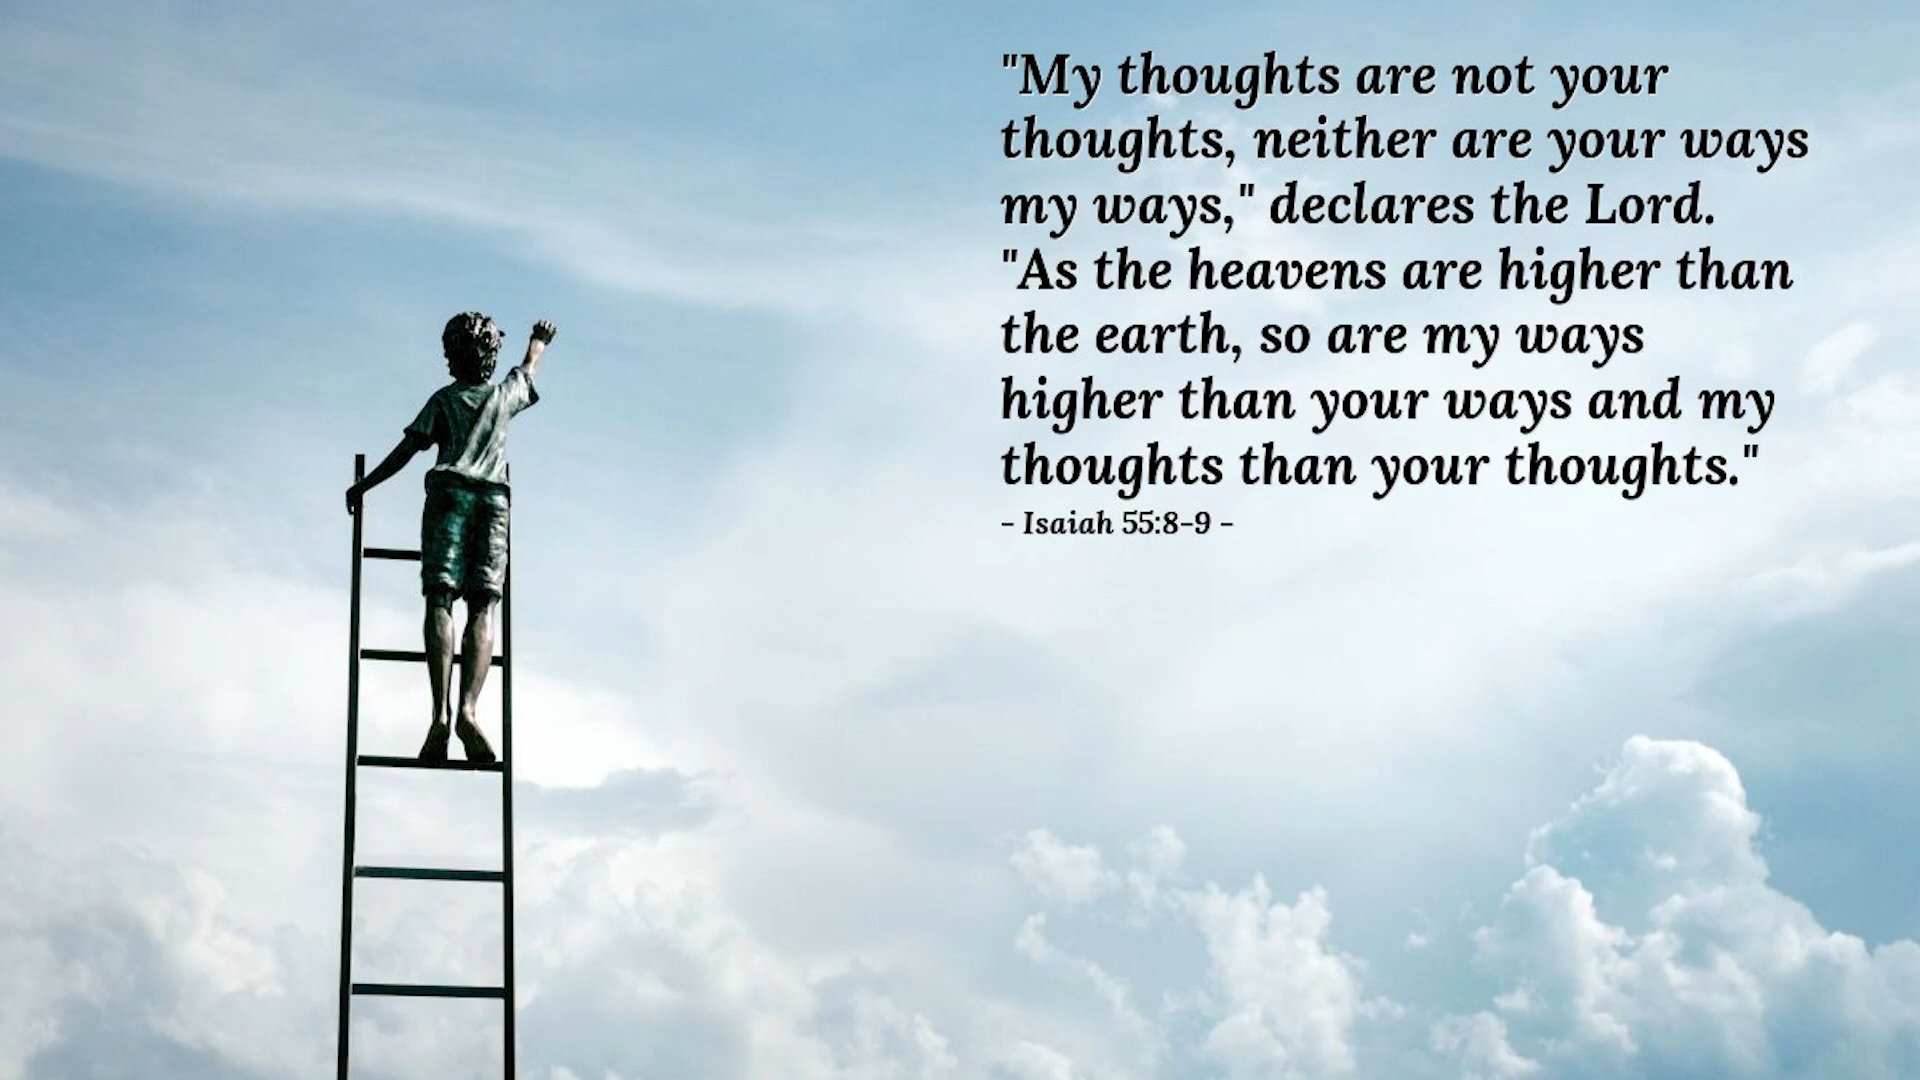 "My thoughts are not your
thoughts, neither are your ways
my ways," declares the Lord.
"As the heavens are higher than
the earth, so are my ways
higher than your ways and my
thoughts than your thoughts."
- Isaiah 55:8-9 -